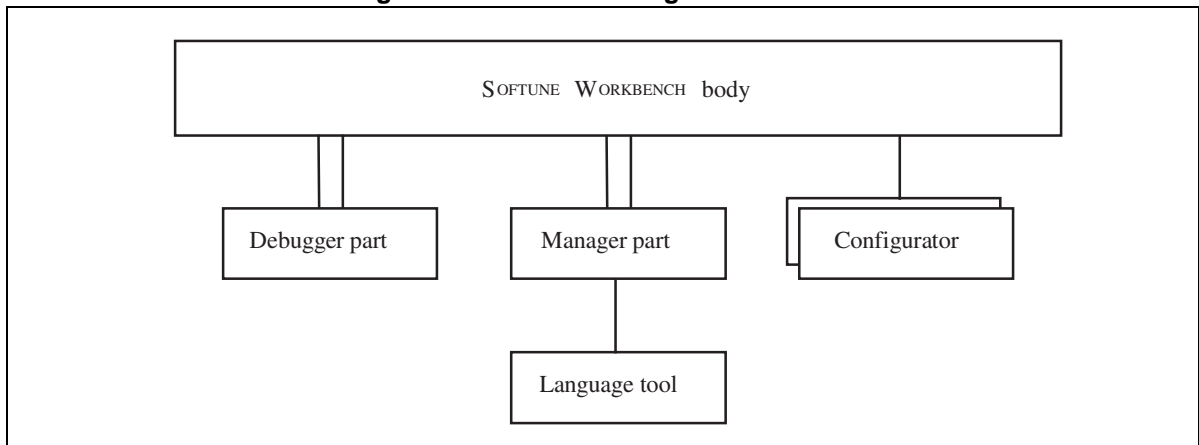 SOFTUNE WORKBENCH body
Debugger part
Manager part
Configurator
Language tool